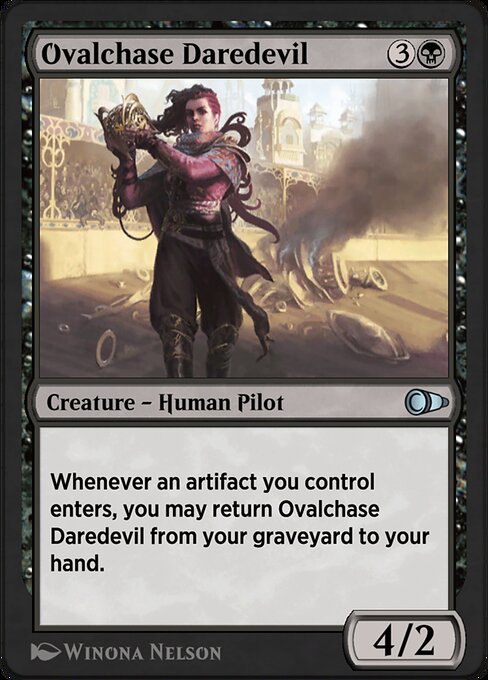 Ovalchase Daredevil 3
Creature – Human Pilot
Whenever an artifact you control
enters, you may return Ovalchase
Daredevil from your graveyard to your
hand.
4/2
Winona Nelson